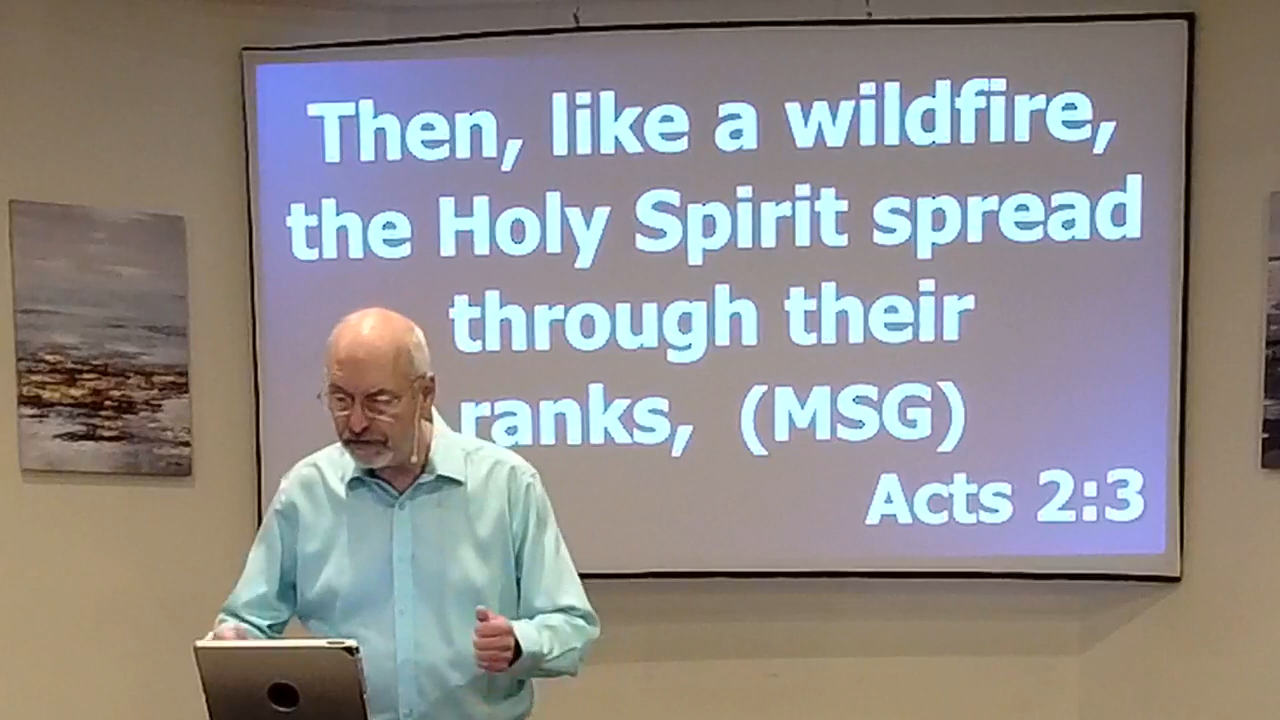 Then, like a wildfire,
the Holy Spirit spread
through their
ranks, (MSG)
Acts 2:3